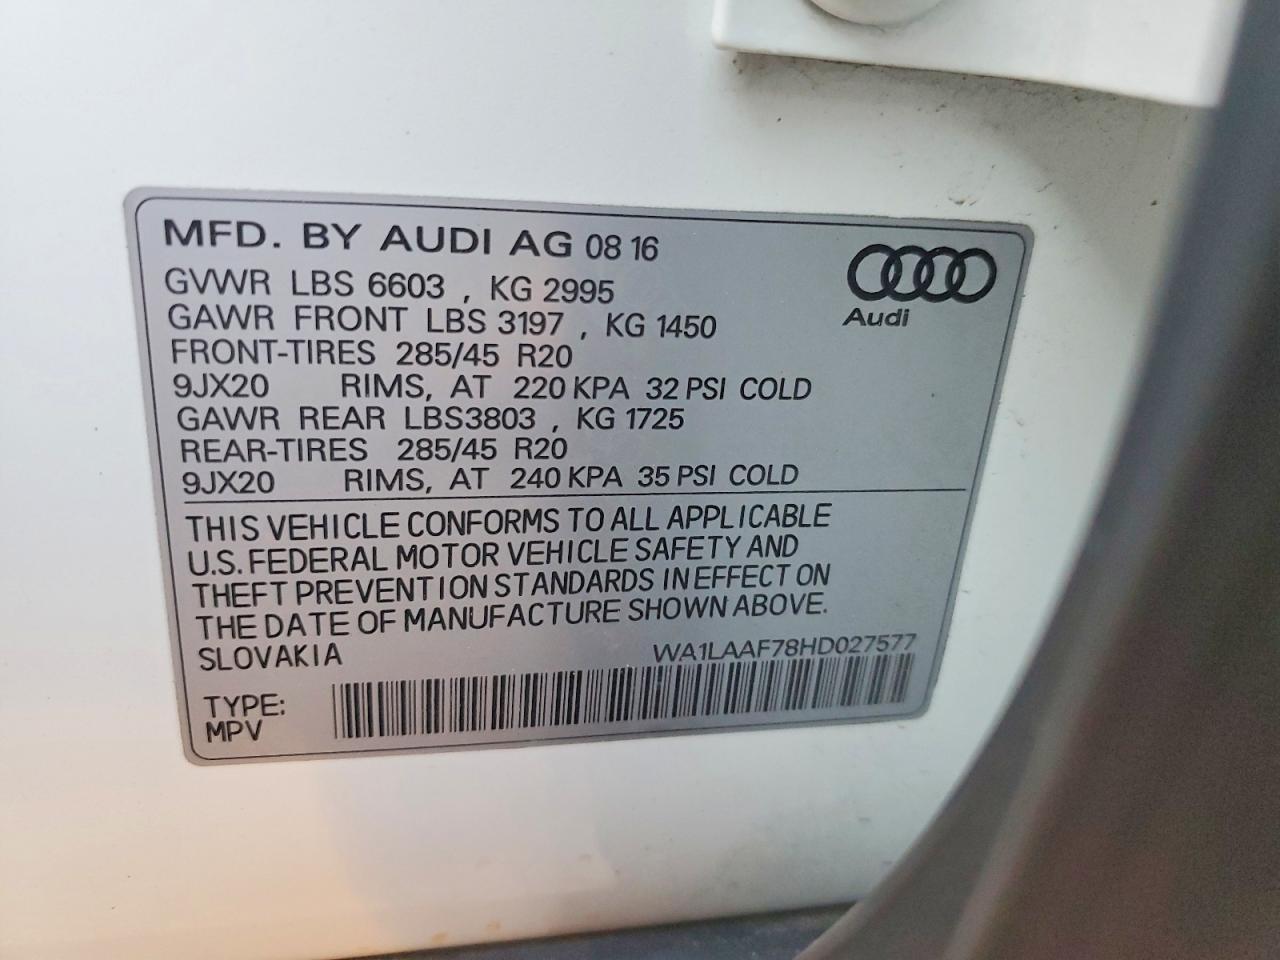 MFD. BY AUDI AG 08 16
GVWR LBS 6603 , KG 2995
GAWR FRONT LBS 3197 , KG 1450
FRONT-TIRES 285/45 R20
9JX20 RIMS, AT 220 KPA 32 PSI COLD
GAWR REAR LBS3803 , KG 1725
REAR-TIRES 285/45 R20
9JX20 RIMS, AT 240 KPA 35 PSI COLD
Audi
THIS VEHICLE CONFORMS TO ALL APPLICABLE
U.S. FEDERAL MOTOR VEHICLE SAFETY AND
THEFT PREVENTION STANDARDS IN EFFECT ON
THE DATE OF MANUFACTURE SHOWN ABOVE.
SLOVAKIA WA1LAAF78HD027577
TYPE:
MPV